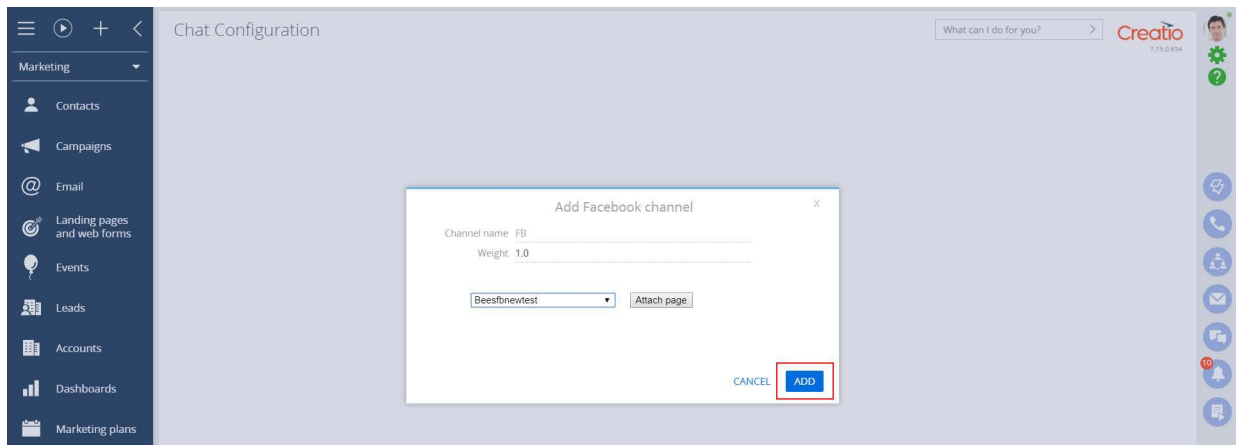 Chat Configuration
What can I do for you?
>
Creatio
7.15.0.634
Marketing
Contacts
Campaigns
Email
Landing pages
and web forms
Events
Leads
Accounts
Dashboards
Marketing plans
Add Facebook channel
x
Channel name FB
Weight 1.0
Beesfbnewtest
Attach page
CANCEL ADD
10